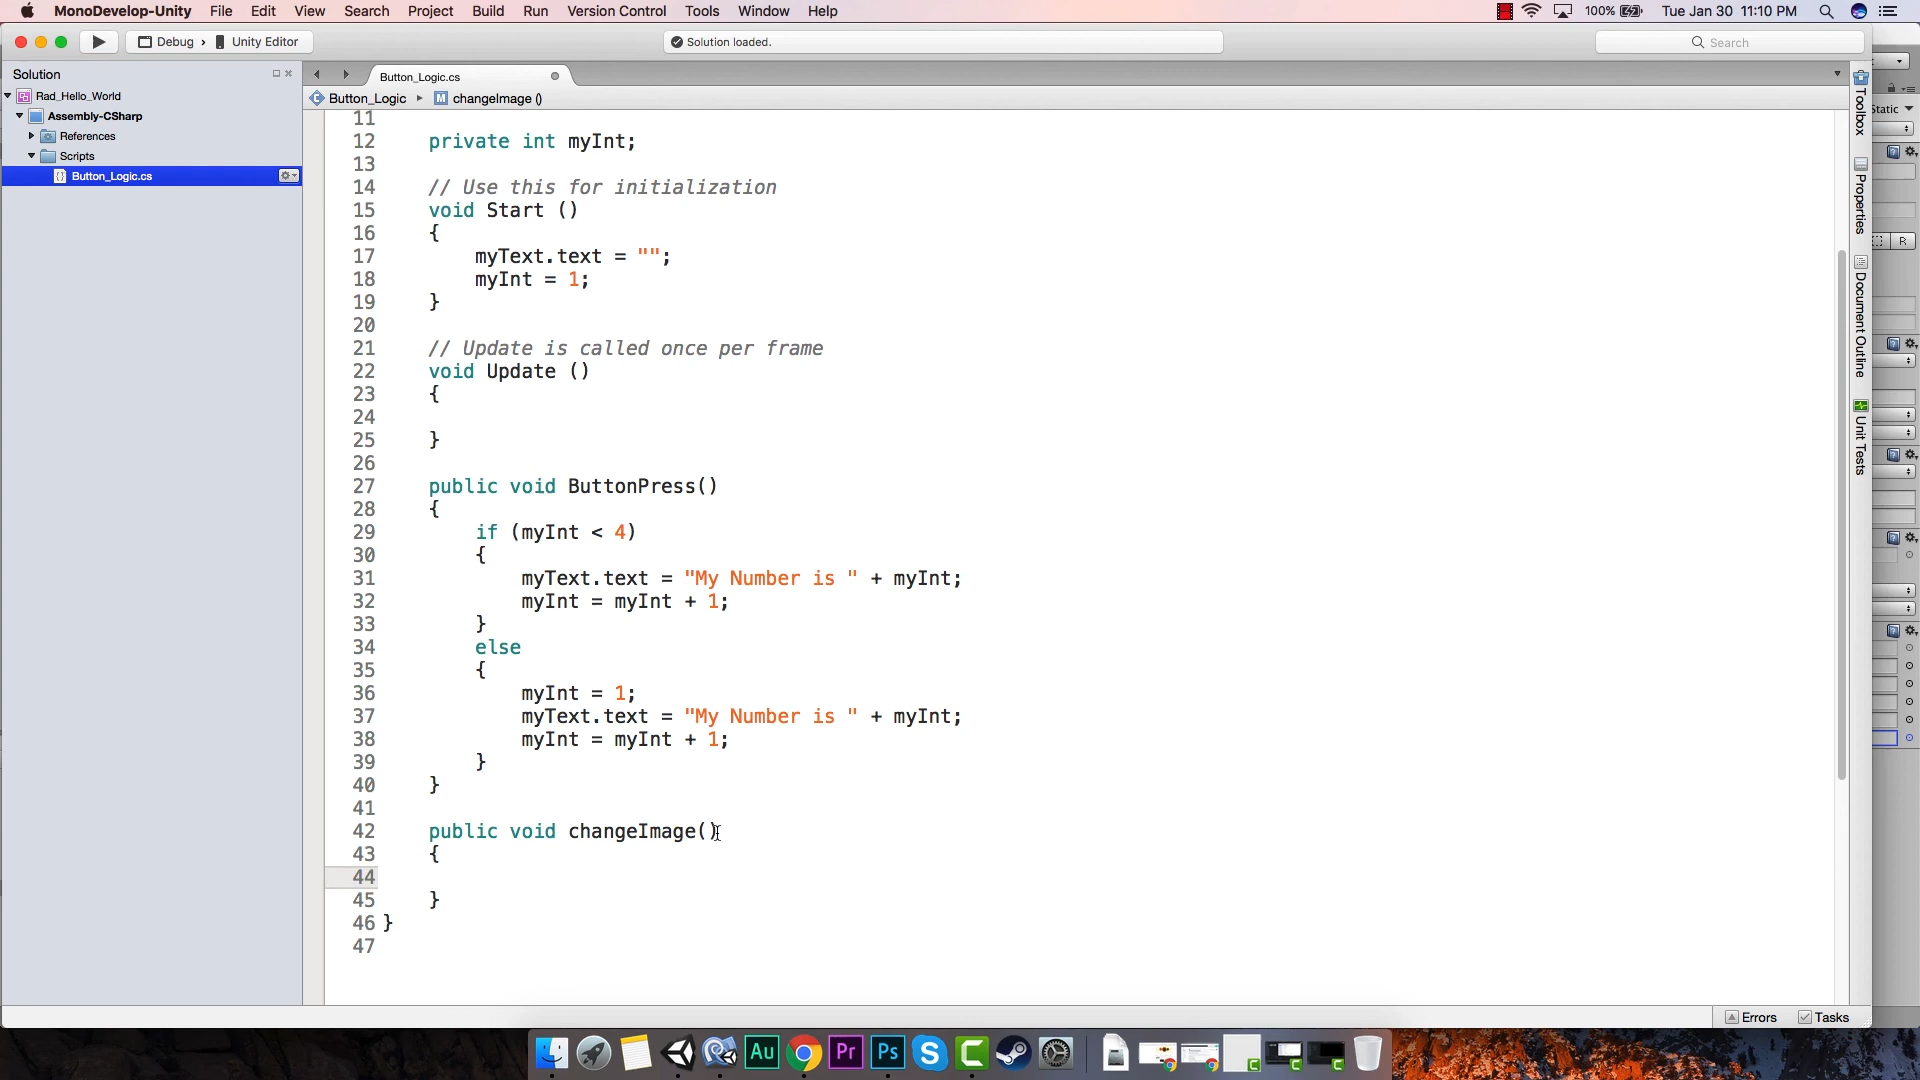 MonoDevelop-Unity File Edit View Search Project Build Run Version Control Tools Window Help 100% Tue Jan 30 11:10 PM
Debug › Unity Editor Solution loaded. Search
Solution Button_Logic.cs
Rad_Hello_World
Assembly-CSharp
References
Scripts
Button_Logic.cs
Button_Logic ▸ M changeImage ()
11
12 private int myInt;
13
14 // Use this for initialization
15 void Start ()
16 {
17 myText.text = "";
18 myInt = 1;
19 }
20
21 // Update is called once per frame
22 void Update ()
23 {
24
25 }
26
27 public void ButtonPress()
28 {
29 if (myInt < 4)
30 {
31 myText.text = "My Number is " + myInt;
32 myInt = myInt + 1;
33 }
34 else
35 {
36 myInt = 1;
37 myText.text = "My Number is " + myInt;
38 myInt = myInt + 1;
39 }
40 }
41
42 public void changeImage()
43 {
44
45 }
46 }
47
Toolbox
Properties
Document Outline
Unit Tests
Static
R
Errors Tasks
Au Pr Ps